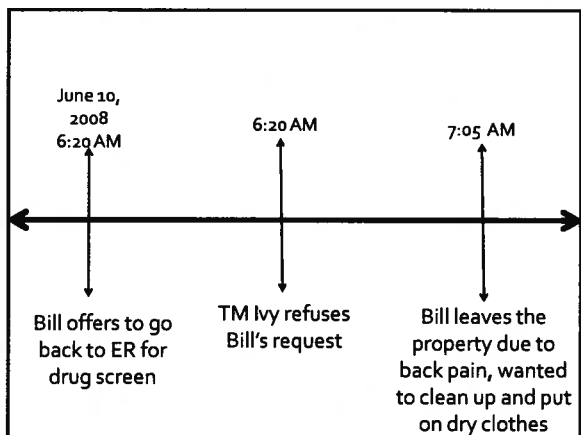 June 10,
2008
6:20 AM
6:20 AM
7:05 AM
Bill offers to go
back to ER for
drug screen
TM Ivy refuses
Bill's request
Bill leaves the
property due to
back pain, wanted
to clean up and put
on dry clothes